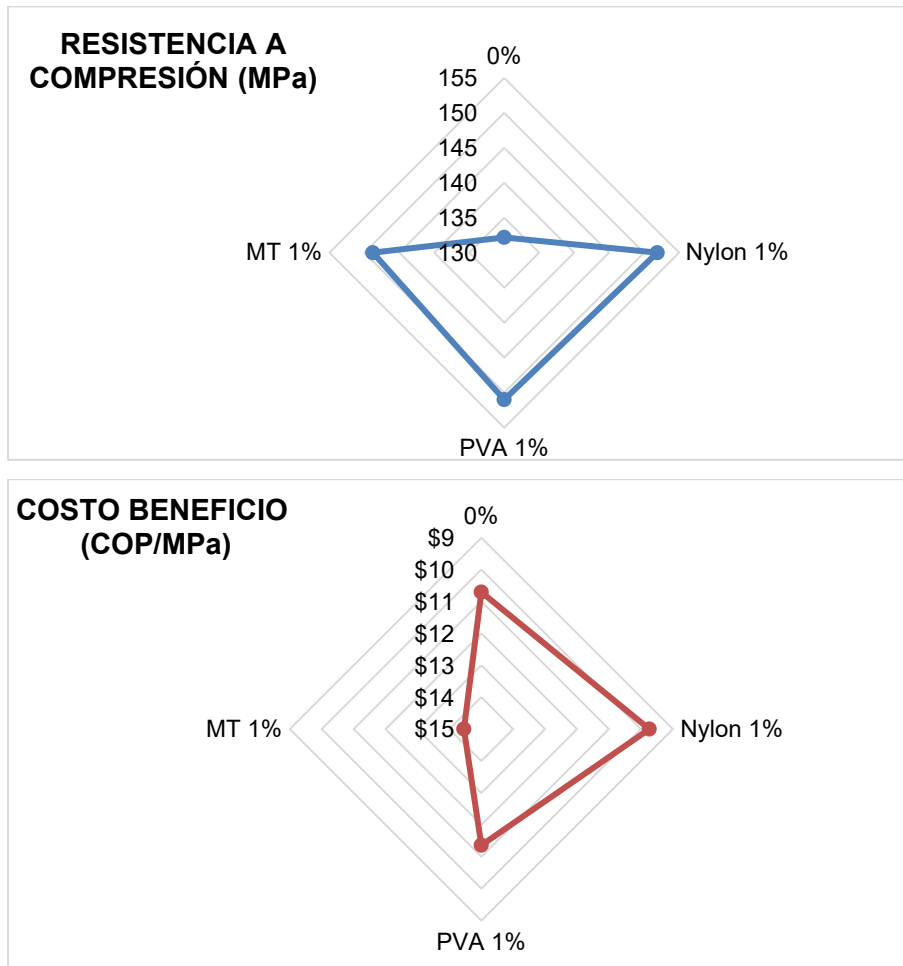 RESISTENCIA A
COMPRESIÓN (MPa)
0%
155
150
145
140
135
130
MT 1%
Nylon 1%
PVA 1%
COSTO BENEFICIO
(COP/MPa)
0%
$9
$10
$11
$12
$13
$14
$15
MT 1%
Nylon 1%
PVA 1%